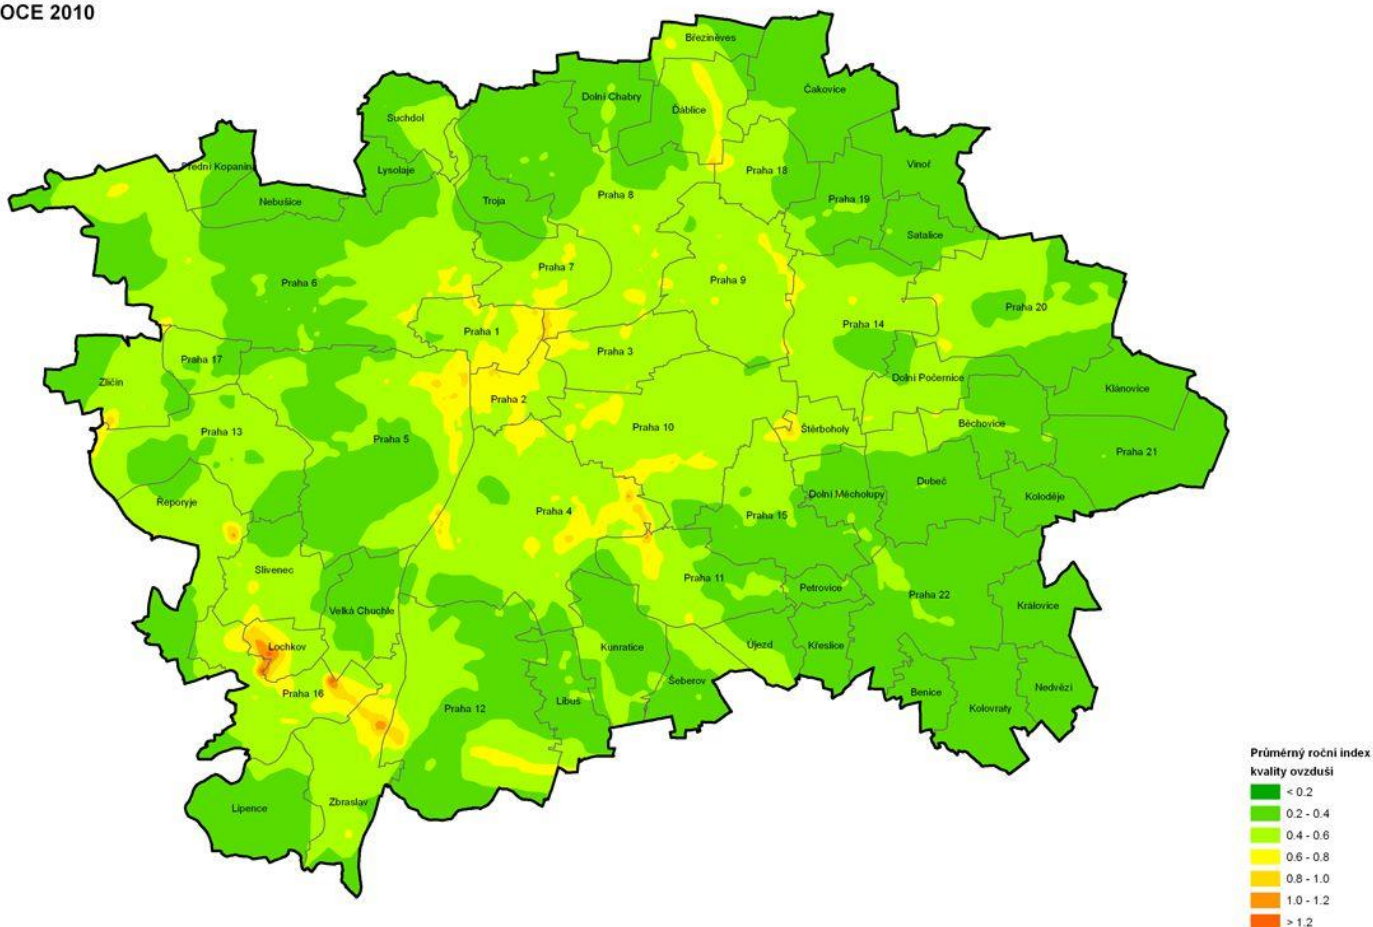 OCE 2010
Březiněves
Čakovice
Dolní Chabry
Ďáblice
Suchdol
Přední Kopanina
Lysolaje
Praha 18
Vinoř
Nebušice
Troja
Praha 8
Praha 19
Satalice
Praha 7
Praha 6
Praha 9
Praha 20
Praha 1
Praha 14
Praha 3
Praha 17
Zličín
Dolní Počernice
Klánovice
Praha 2
Praha 13
Praha 5
Praha 10
Štěrboholy
Běchovice
Praha 21
Řeporyje
Dolní Měcholupy
Dubeč
Koloděje
Praha 4
Praha 15
Slivenec
Praha 11
Petrovice
Praha 22
Královice
Velká Chuchle
Lochkov
Kunratice
Újezd
Křeslice
Šeberov
Praha 16
Praha 12
Libuš
Benice
Nedvězí
Kolovraty
Lipence
Zbraslav
Průměrný roční index
kvality ovzduší
< 0.2
0.2 - 0.4
0.4 - 0.6
0.6 - 0.8
0.8 - 1.0
1.0 - 1.2
> 1.2